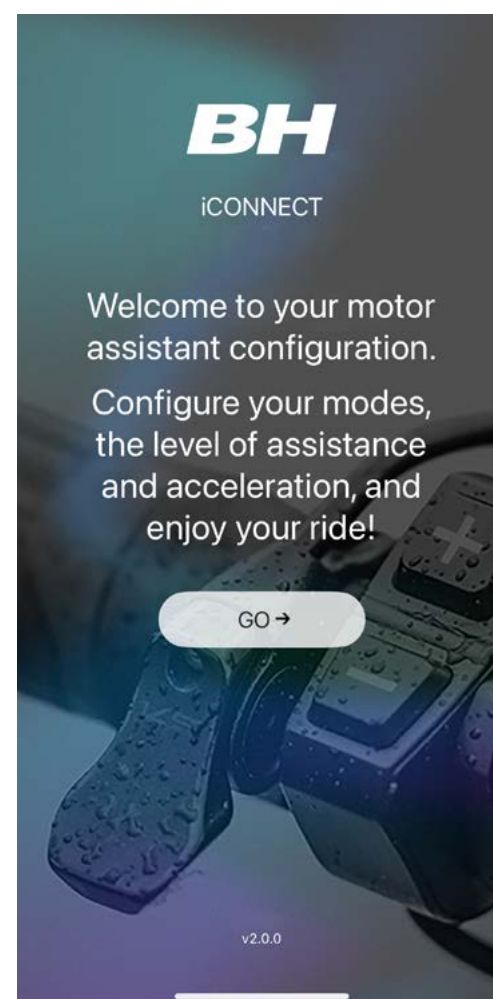 BH
iCONNECT
Welcome to your motor
assistant configuration.
Configure your modes,
the level of assistance
and acceleration, and
enjoy your ride!
GO →
v2.0.0